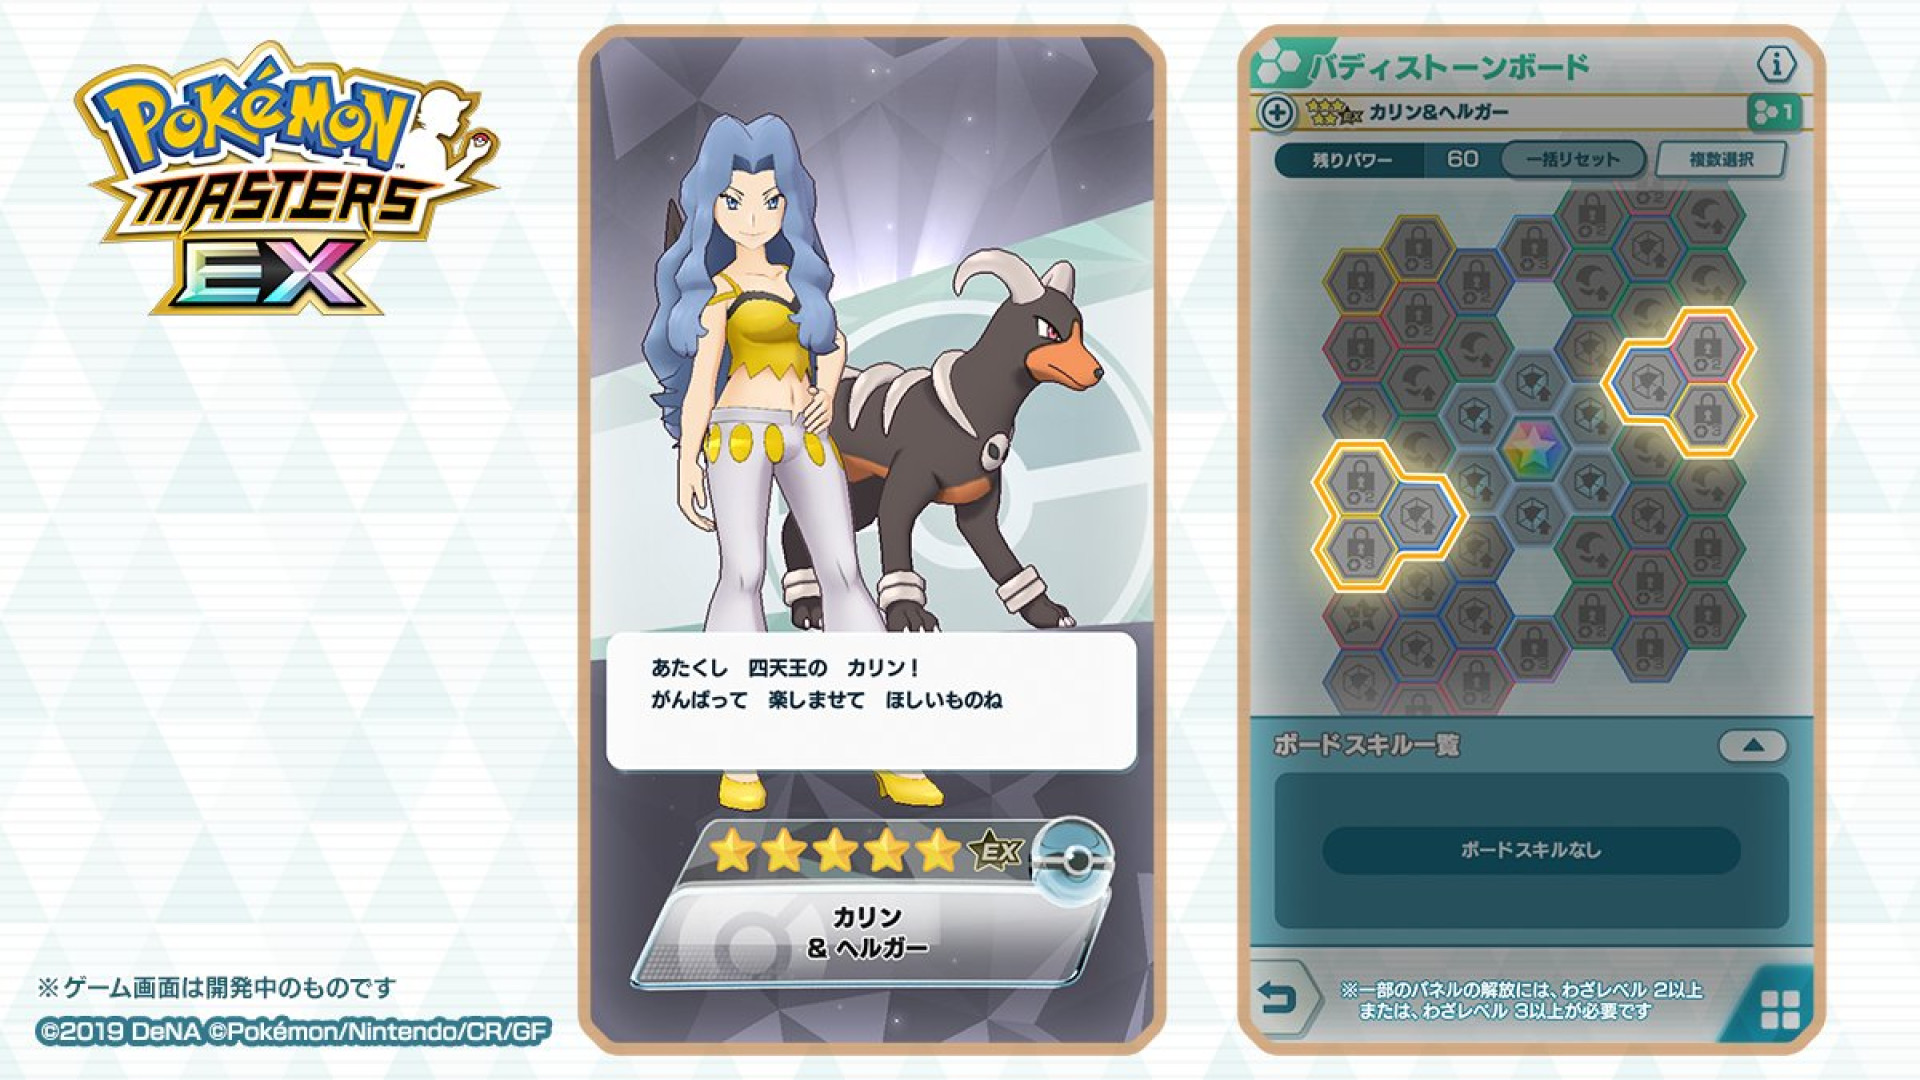 POKÉMON
MASTERS
EX
あたくし 四天王の カリン！
がんばって 楽しませて ほしいものね
EX
カリン
& ヘルガー
※ゲーム画面は開発中のものです
©2019 DeNA ©Pokémon/Nintendo/CR/GF
バディストーンボード
EX カリン&ヘルガー
1
残りパワー 60 一括リセット 複数選択
ボードスキル一覧
ボードスキルなし
※一部のパネルの解放には、わざレベル 2以上
または、わざレベル 3以上が必要です